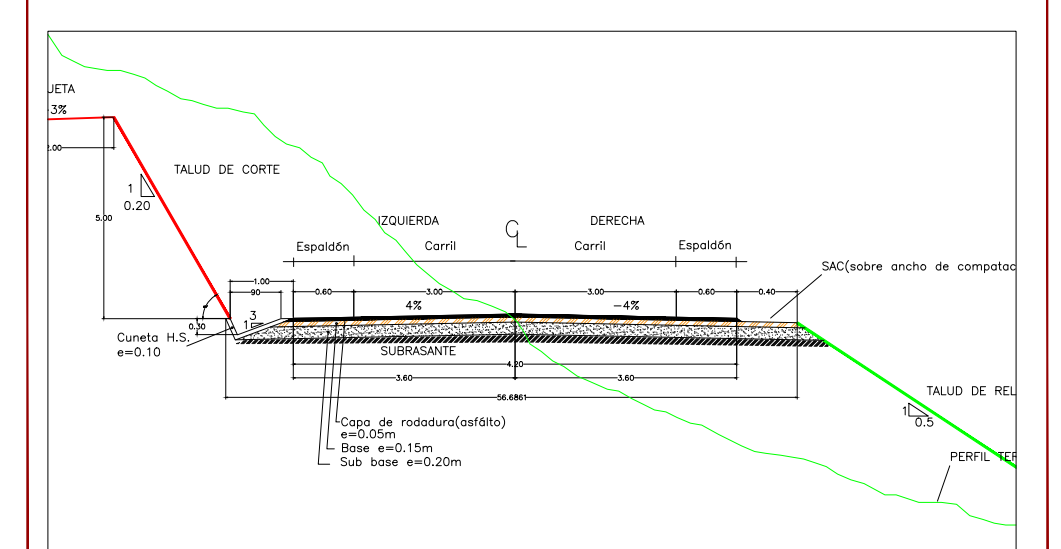 UETA
3%
2.00
TALUD DE CORTE
1
0.20
5.00
IZQUIERDA
DERECHA
CL
Espaldón
Carril
Carril
Espaldón
SAC(sobre ancho de compatac
1.00
90
0.60
3.00
3.00
0.60
0.40
4%
-4%
3
1
0.30
Cuneta H.S.
e=0.10
SUBRASANTE
4.20
3.60
3.60
56.6861
TALUD DE REL
1
0.5
Capa de rodadura(asfálto)
e=0.05m
Base e=0.15m
Sub base e=0.20m
PERFIL TER